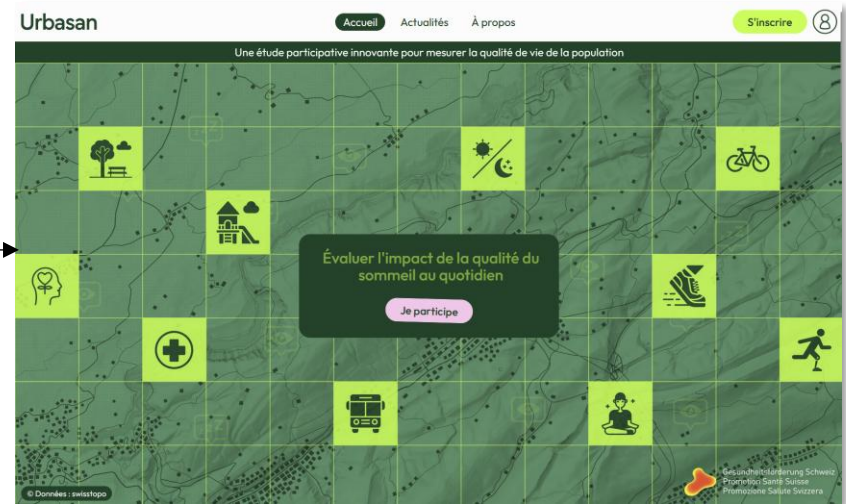 Urbasan
Accueil Actualités À propos
S'inscrire
Une étude participative innovante pour mesurer la qualité de vie de la population
Évaluer l'impact de la qualité du
sommeil au quotidien
Je participe
Gesundheitsförderung Schweiz
Promotion Santé Suisse
Promozione Salute Svizzera
© Données : swisstopo